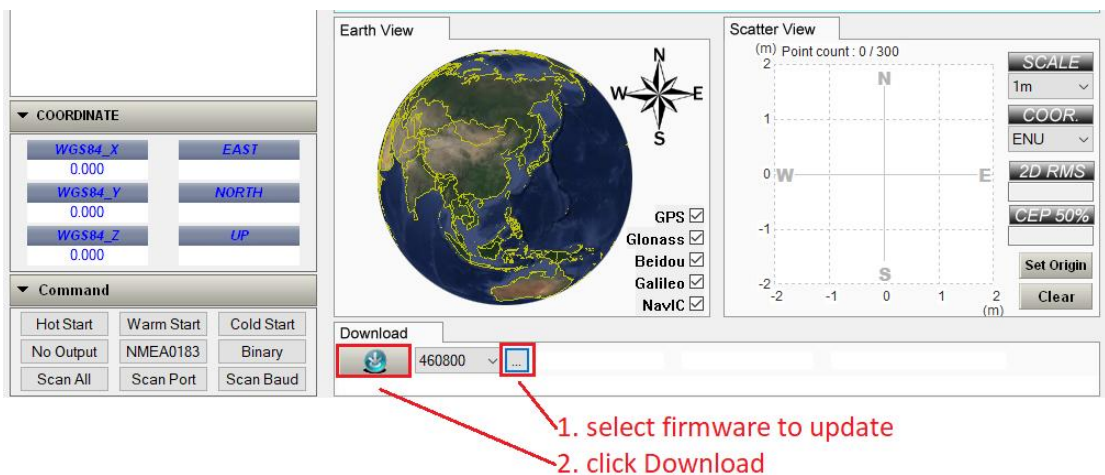 COORDINATE
WGS84_X EAST
0.000
WGS84_Y NORTH
0.000
WGS84_Z UP
0.000
Command
Hot Start Warm Start Cold Start
No Output NMEA0183 Binary
Scan All Scan Port Scan Baud
Earth View
N
W E
S
GPS
Glonass
Beidou
Galileo
NavIC
Scatter View
(m) Point count : 0 / 300
2
1
0
-1
-2
N
W E
S
-2 -1 0 1 2
(m)
SCALE
1m
COOR.
ENU
2D RMS
CEP 50%
Set Origin
Clear
Download
460800 ...
1. select firmware to update
2. click Download